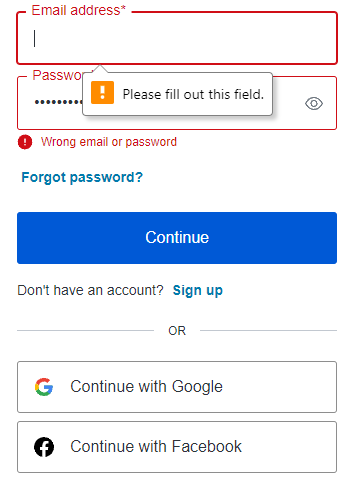 Email address*
Please fill out this field.
••••••••••
Wrong email or password
Forgot password?
Continue
Don't have an account? Sign up
OR
Continue with Google
Continue with Facebook